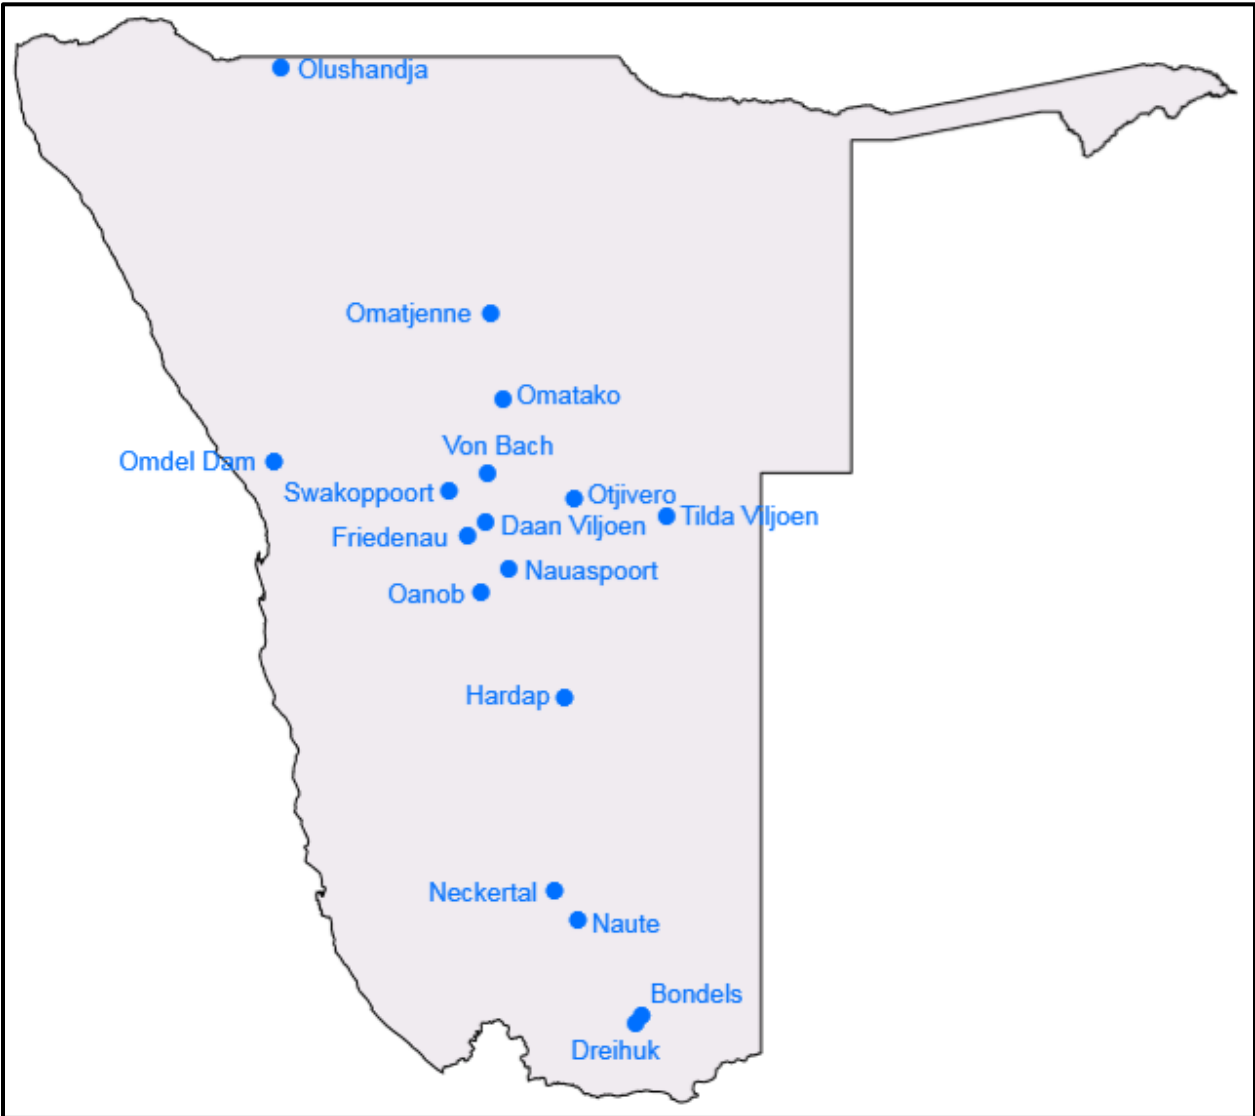 Olushandja
Omatjenne
Omatako
Von Bach
Omdel Dam
Swakoppoort
Otjivero
Tilda Viljoen
Daan Viljoen
Friedenau
Nauaspoort
Oanob
Hardap
Neckertal
Naute
Bondels
Dreihuk